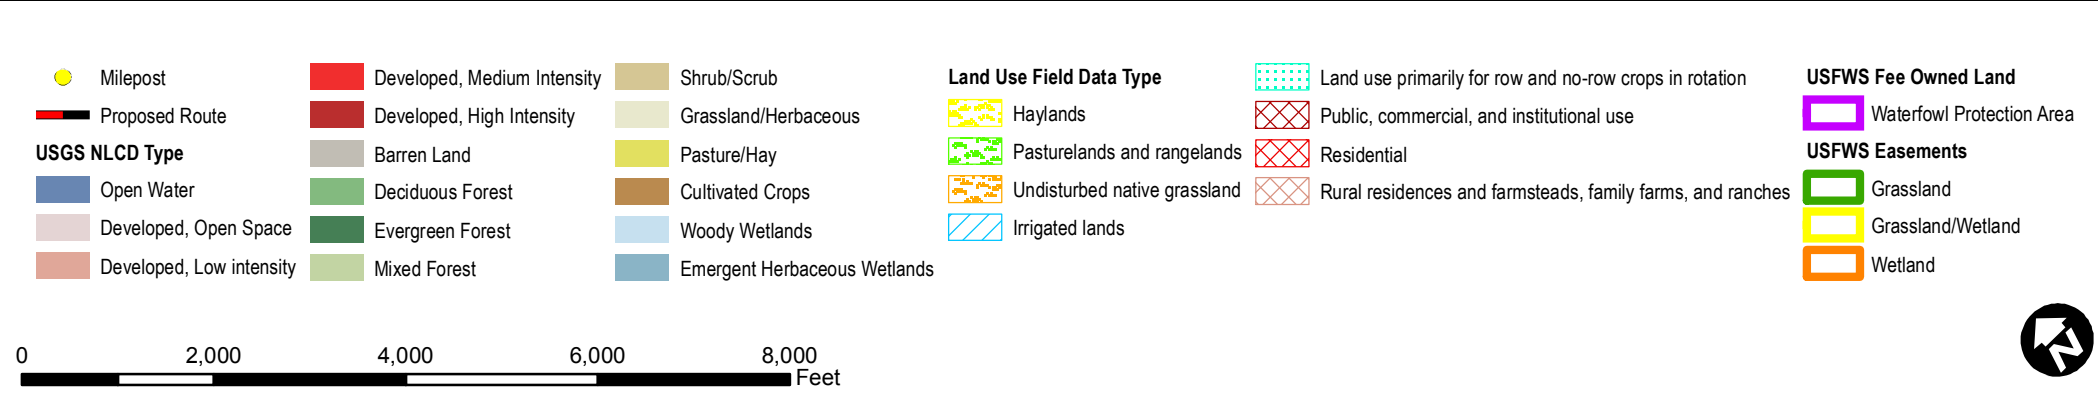 Milepost
Proposed Route
USGS NLCD Type
Open Water
Developed, Open Space
Developed, Low intensity
Developed, Medium Intensity
Developed, High Intensity
Barren Land
Deciduous Forest
Evergreen Forest
Mixed Forest
Shrub/Scrub
Grassland/Herbaceous
Pasture/Hay
Cultivated Crops
Woody Wetlands
Emergent Herbaceous Wetlands
Land Use Field Data Type
Haylands
Pasturelands and rangelands
Undisturbed native grassland
Irrigated lands
Land use primarily for row and no-row crops in rotation
Public, commercial, and institutional use
Residential
Rural residences and farmsteads, family farms, and ranches
USFWS Fee Owned Land
Waterfowl Protection Area
USFWS Easements
Grassland
Grassland/Wetland
Wetland
0 2,000 4,000 6,000 8,000
Feet
N